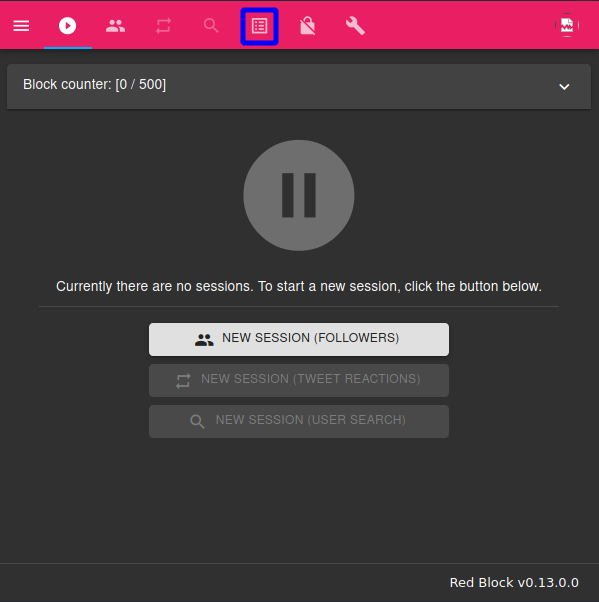 Block counter: [0 / 500]
Currently there are no sessions. To start a new session, click the button below.
NEW SESSION (FOLLOWERS)
NEW SESSION (TWEET REACTIONS)
NEW SESSION (USER SEARCH)
Red Block v0.13.0.0